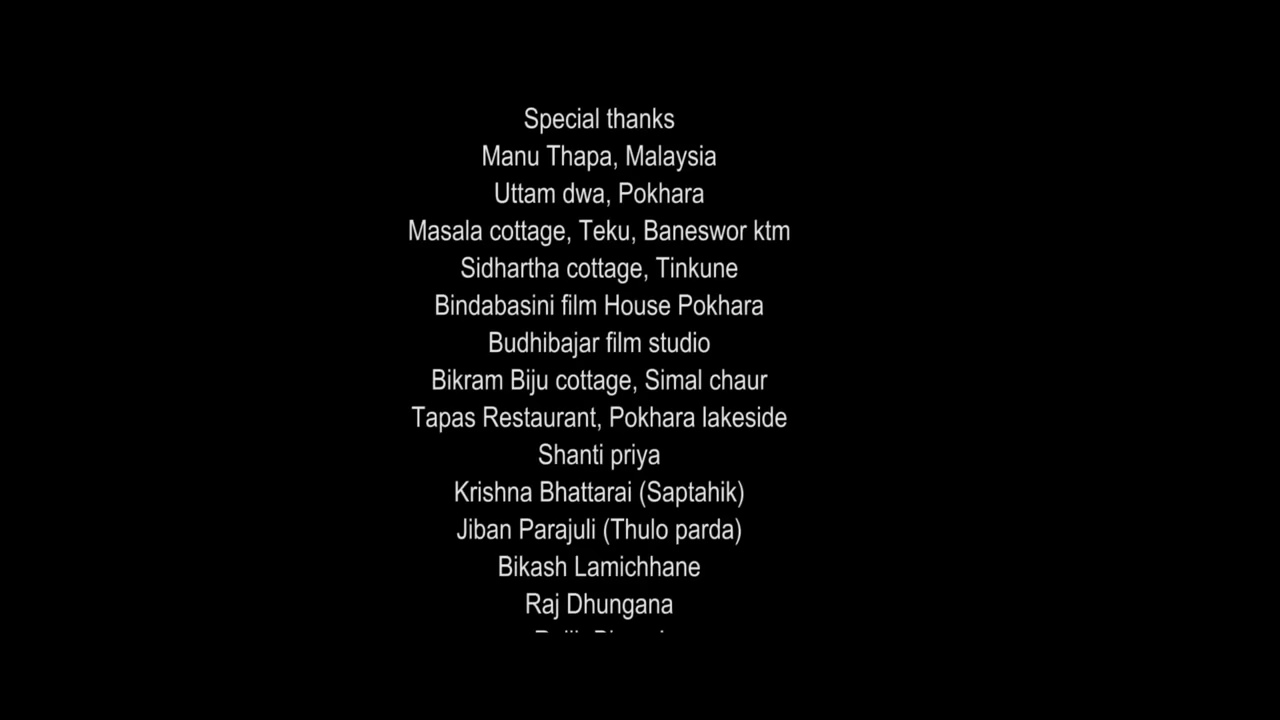 Special thanks
Manu Thapa, Malaysia
Uttam dwa, Pokhara
Masala cottage, Teku, Baneswor ktm
Sidhartha cottage, Tinkune
Bindabasini film House Pokhara
Budhibajar film studio
Bikram Biju cottage, Simal chaur
Tapas Restaurant, Pokhara lakeside
Shanti priya
Krishna Bhattarai (Saptahik)
Jiban Parajuli (Thulo parda)
Bikash Lamichhane
Raj Dhungana